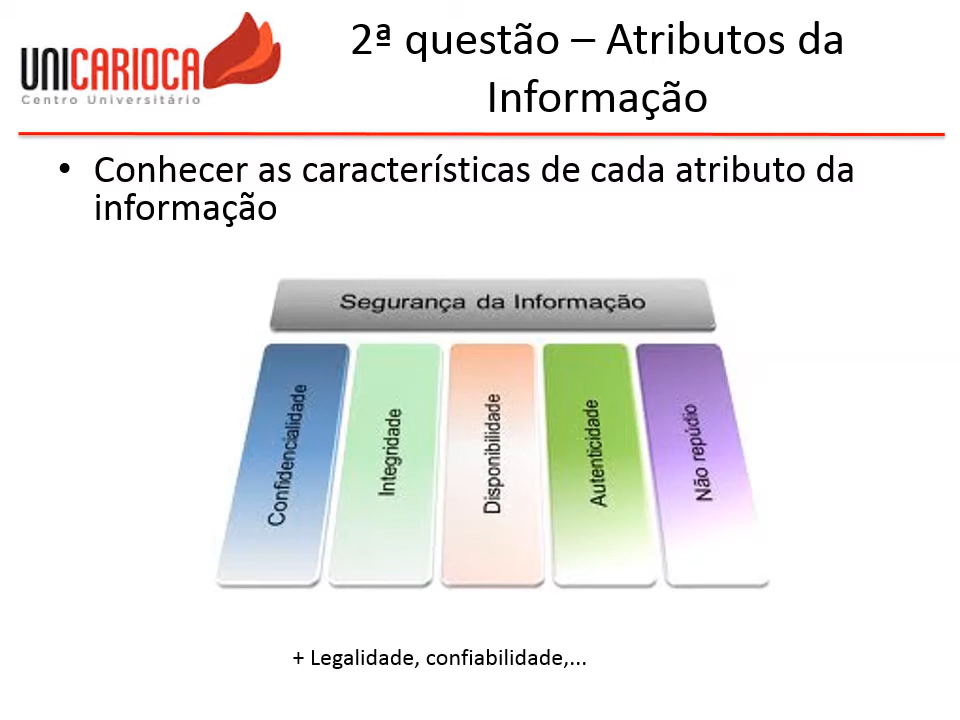 UNICARIOCA
Centro Universitário
2ª questão – Atributos da
Informação
• Conhecer as características de cada atributo da
informação
Segurança da Informação
Confidencialidade
Integridade
Disponibilidade
Autenticidade
Não repúdio
+ Legalidade, confiabilidade,...